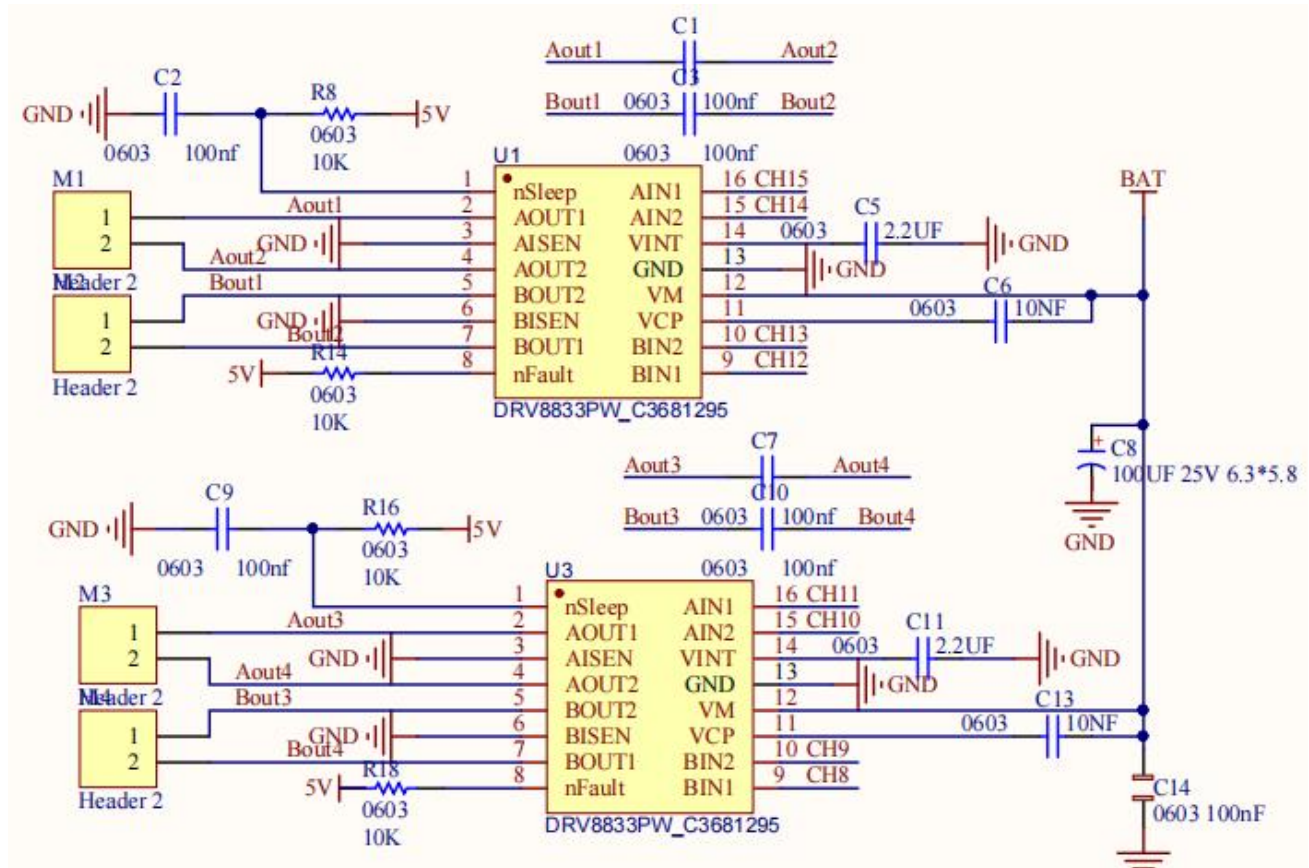 C1
Aout1 Aout2
C3
Bout1 0603 100nf Bout2
0603 100nf
C2
GND
0603 100nf
R8
5V
0603
10K
U1
M1
1
2
Header 2
M2
1
2
Header 2
Aout1
GND
Aout2
Bout1
GND
Bout2
R14
5V
0603
10K
1 nSleep AIN1 16 CH15
2 AOUT1 AIN2 15 CH14
3 AISEN VINT 14
4 AOUT2 GND 13
5 BOUT2 VM 12
6 BISEN VCP 11
7 BOUT1 BIN2 10 CH13
8 nFault BIN1 9 CH12
DRV8833PW_C3681295
C5
0603 2.2UF
GND
GND
C6
0603 10NF
BAT
+
C8
100UF 25V 6.3*5.8
GND
C7
Aout3 Aout4
C10
Bout3 0603 100nf Bout4
0603 100nf
C9
GND
0603 100nf
R16
5V
0603
10K
U3
M3
1
2
Header 2
M4
1
2
Header 2
Aout3
GND
Aout4
Bout3
GND
Bout4
R18
5V
0603
10K
1 nSleep AIN1 16 CH11
2 AOUT1 AIN2 15 CH10
3 AISEN VINT 14
4 AOUT2 GND 13
5 BOUT2 VM 12
6 BISEN VCP 11
7 BOUT1 BIN2 10 CH9
8 nFault BIN1 9 CH8
DRV8833PW_C3681295
C11
0603 2.2UF
GND
GND
C13
0603 10NF
C14
0603 100nF